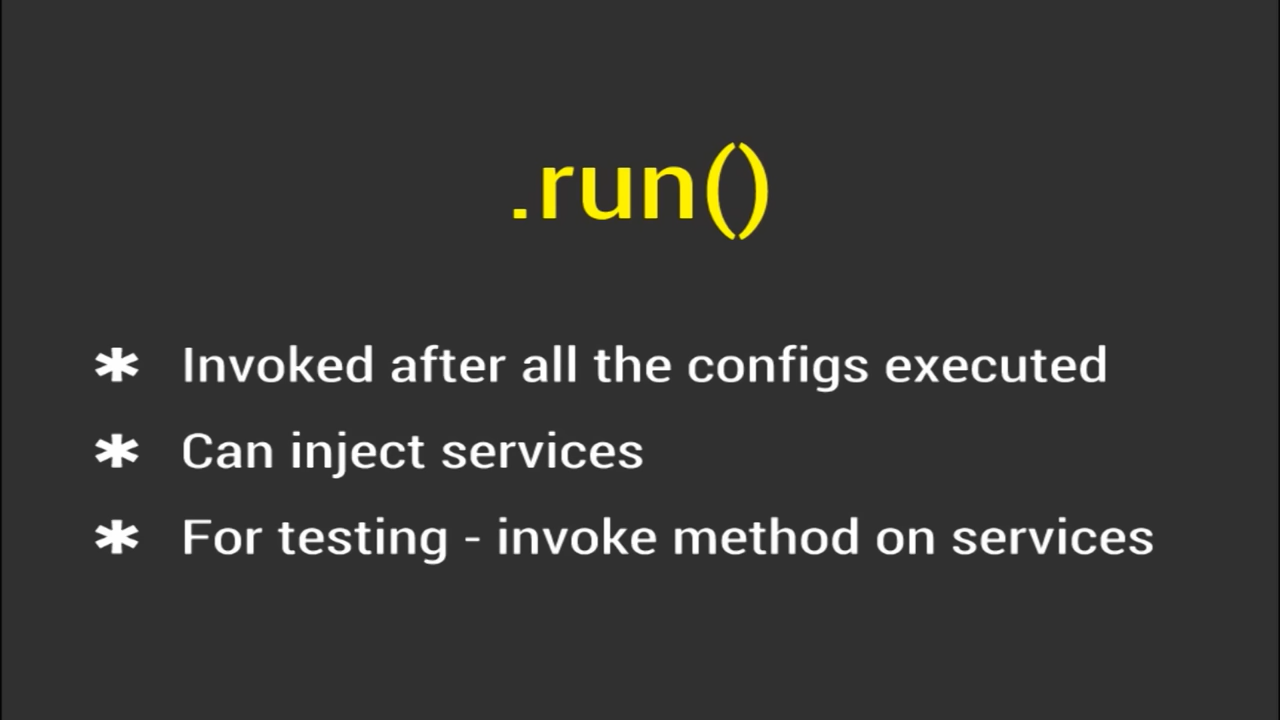 .run()
* Invoked after all the configs executed
* Can inject services
* For testing - invoke method on services